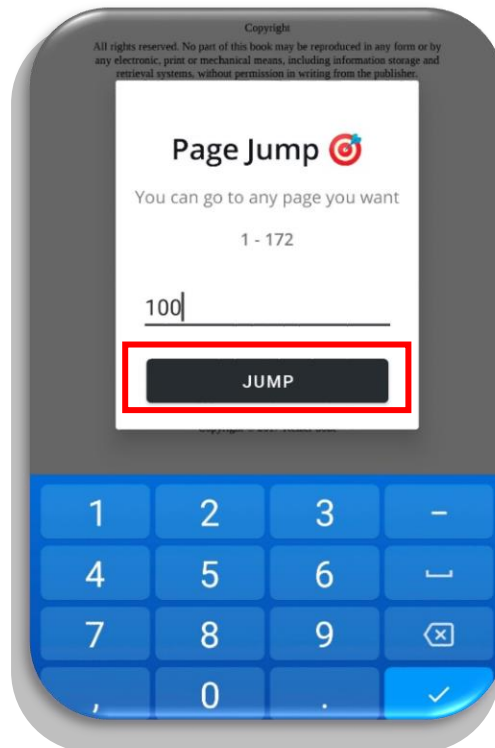 Copyright
All rights reserved. No part of this book may be reproduced in any form or by
any electronic, print or mechanical means, including information storage and
retrieval systems, without permission in writing from the publisher.
Page Jump 🎯
You can go to any page you want
1 - 172
100
JUMP
1 2 3 -
4 5 6
7 8 9
, 0 .